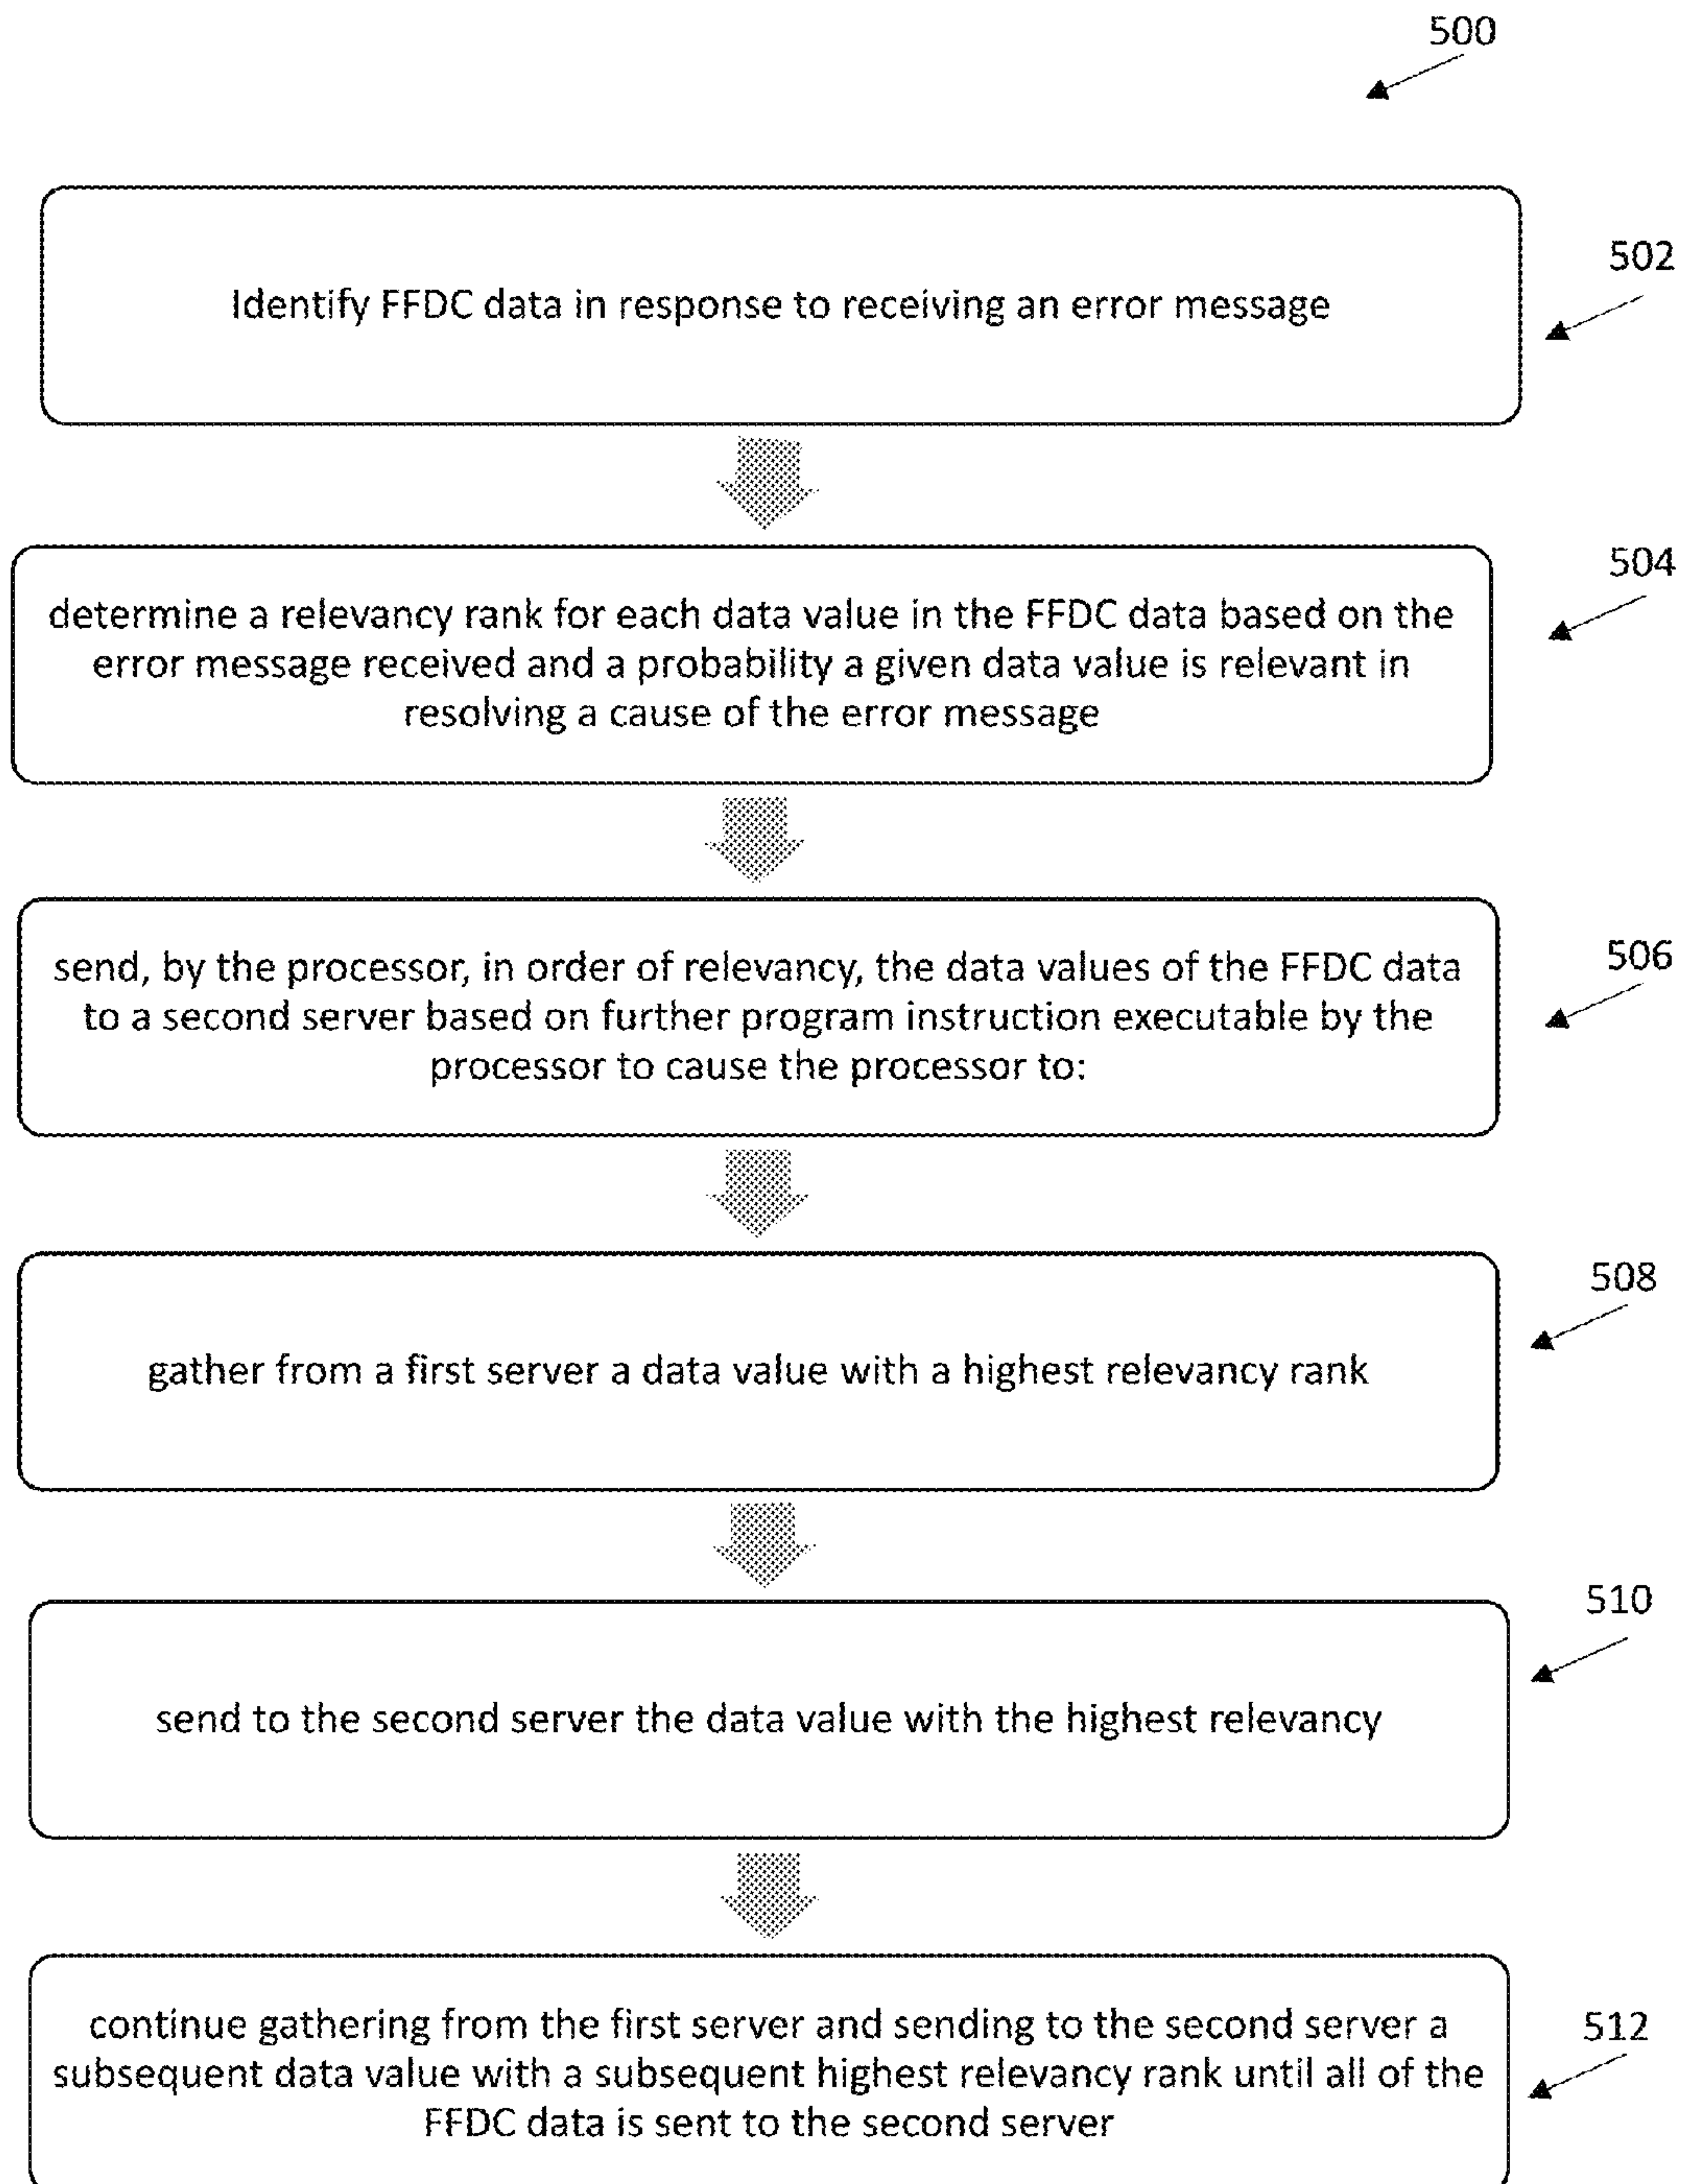 500
502
Identify FFDC data in response to receiving an error message
504
determine a relevancy rank for each data value in the FFDC data based on the
error message received and a probability a given data value is relevant in
resolving a cause of the error message
506
send, by the processor, in order of relevancy, the data values of the FFDC data
to a second server based on further program instruction executable by the
processor to cause the processor to:
508
gather from a first server a data value with a highest relevancy rank
510
send to the second server the data value with the highest relevancy
512
continue gathering from the first server and sending to the second server a
subsequent data value with a subsequent highest relevancy rank until all of the
FFDC data is sent to the second server